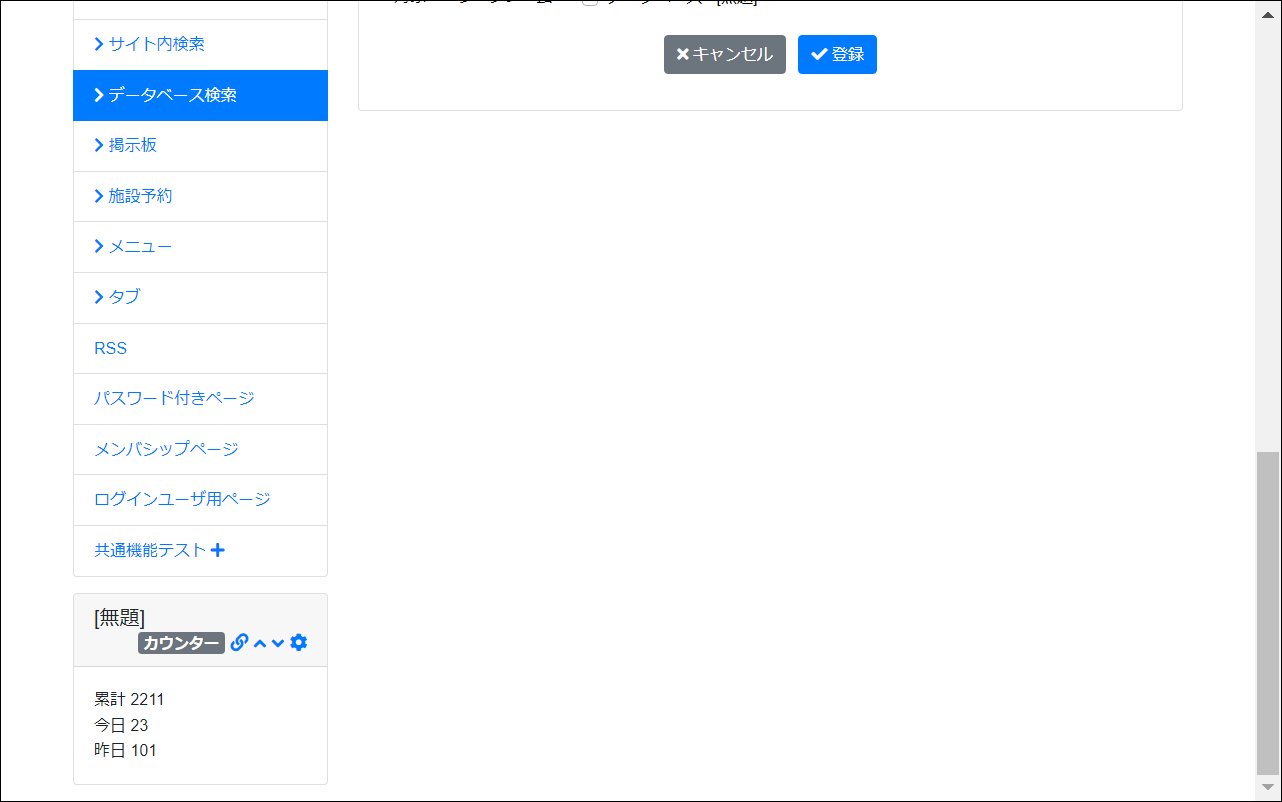 サイト内検索
データベース検索
掲示板
施設予約
メニュー
タブ
RSS
パスワード付きページ
メンバシップページ
ログインユーザ用ページ
共通機能テスト
[無題]
カウンター
累計 2211
今日 23
昨日 101
キャンセル
登録